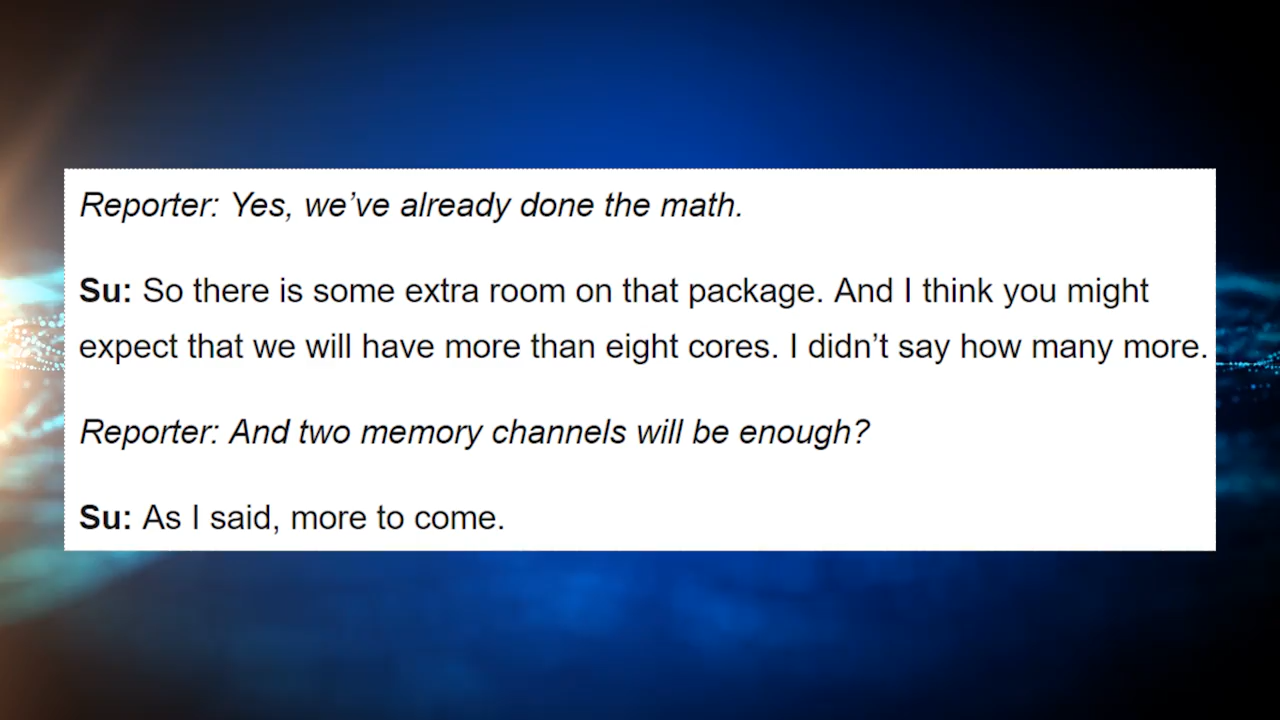 Reporter: Yes, we’ve already done the math.
Su: So there is some extra room on that package. And I think you might
expect that we will have more than eight cores. I didn’t say how many more.
Reporter: And two memory channels will be enough?
Su: As I said, more to come.